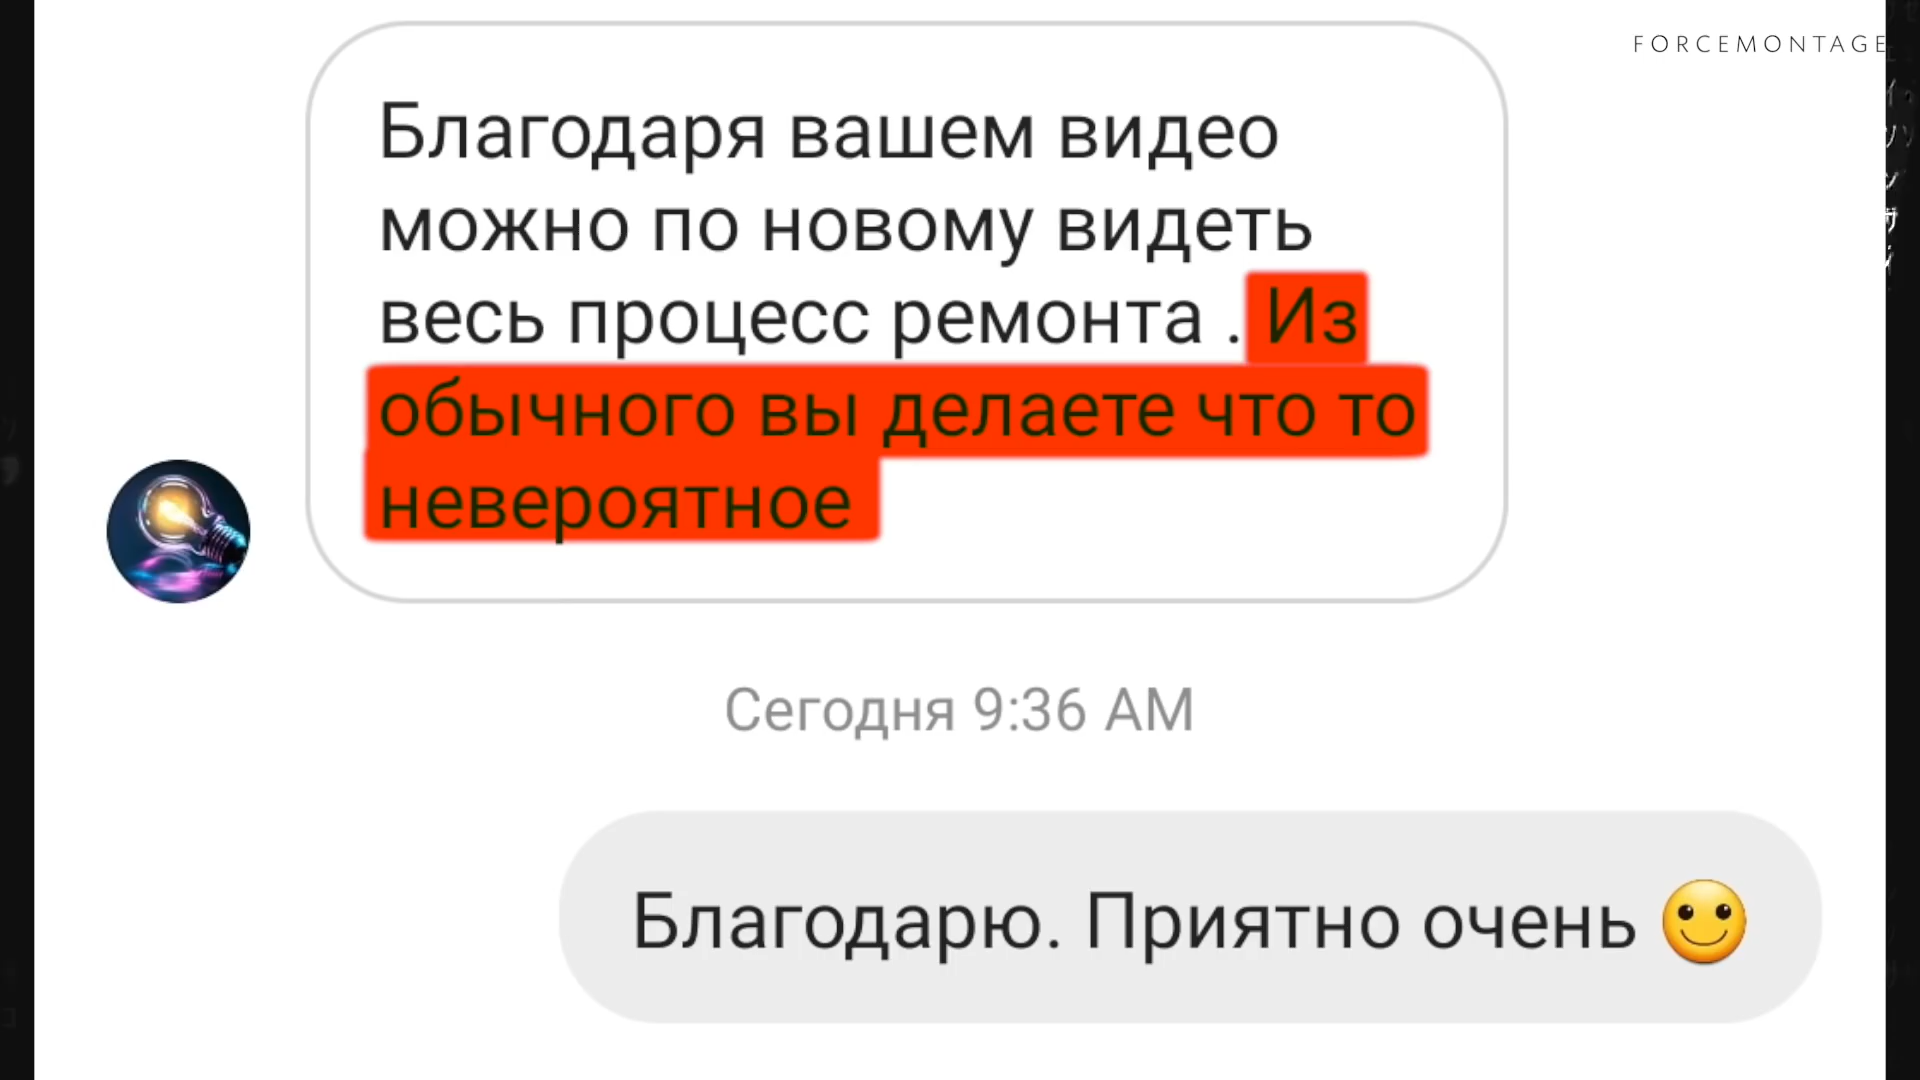 FORCEMONTAGE
Благодаря вашем видео
можно по новому видеть
весь процесс ремонта . Из
обычного вы делаете что то
невероятное
Сегодня 9:36 AM
Благодарю. Приятно очень 🙂